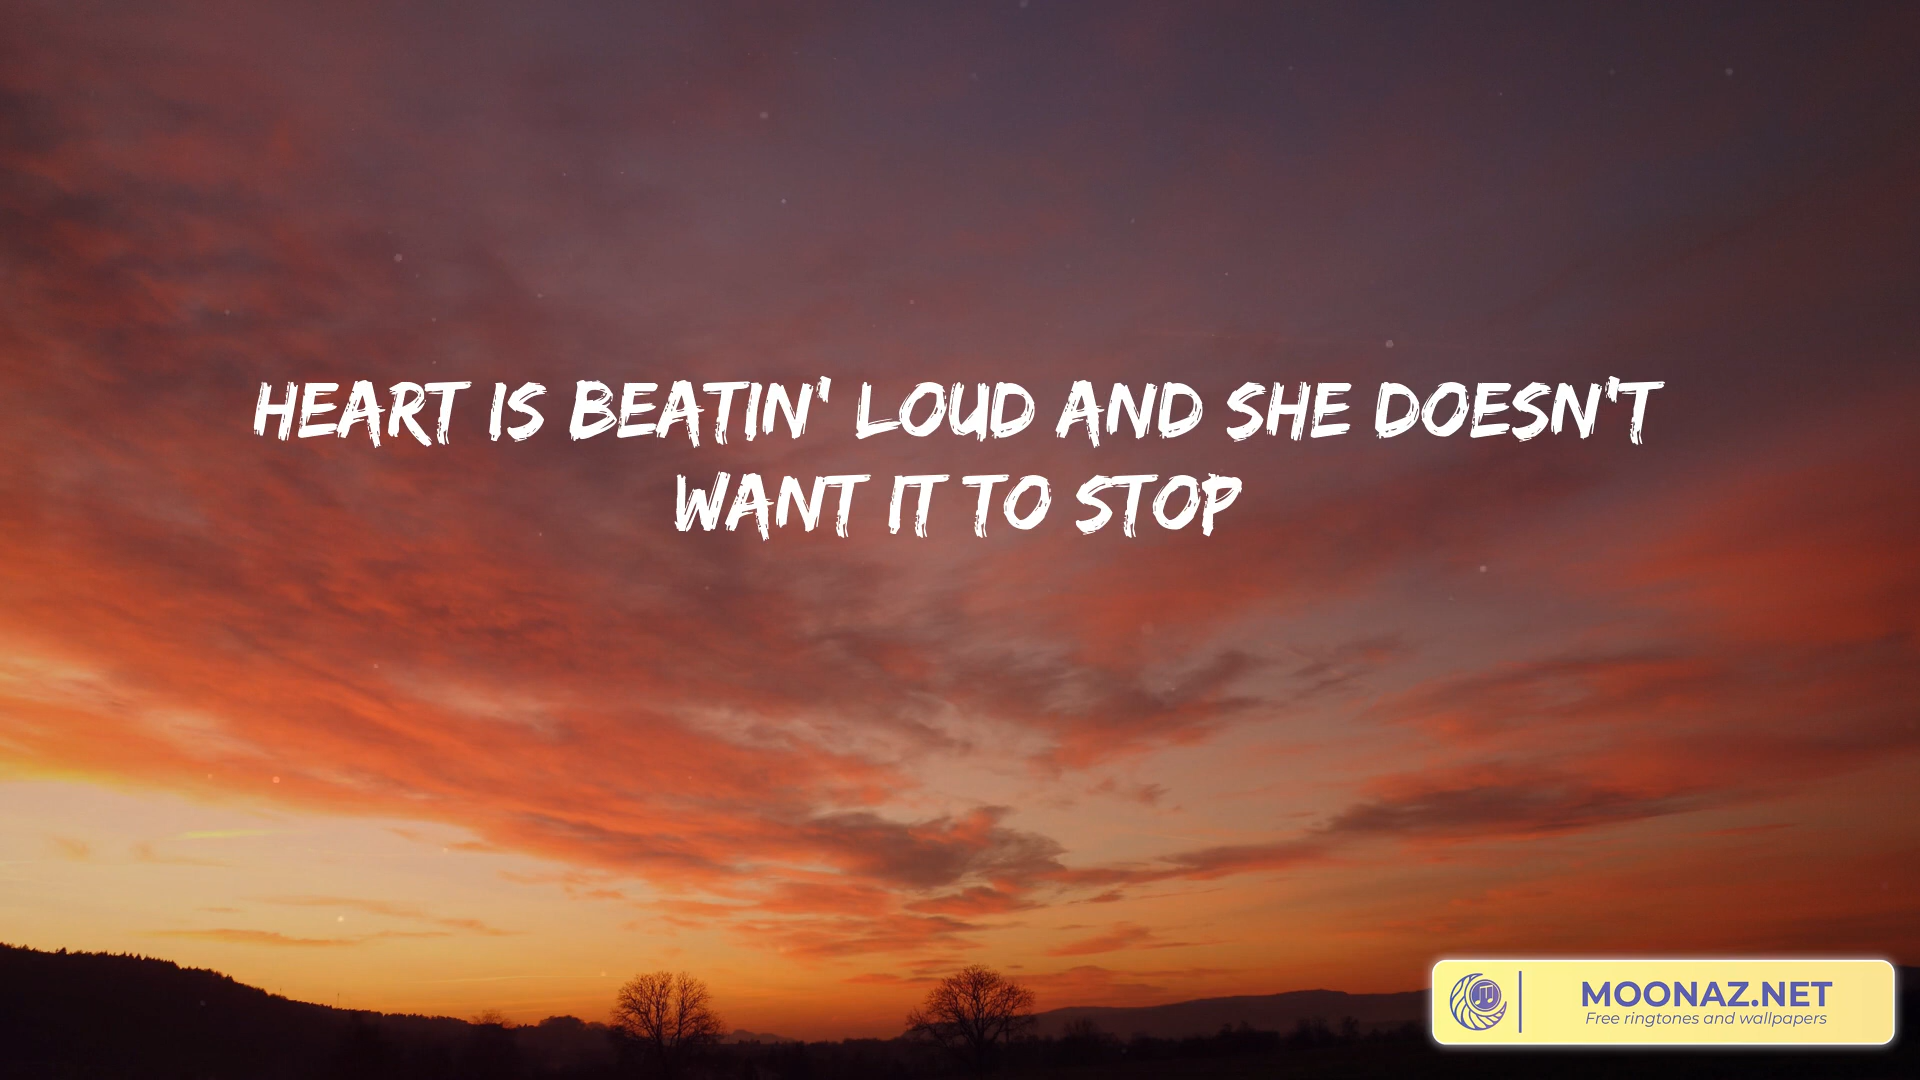 HEART IS BEATIN' LOUD AND SHE DOESN'T
WANT IT TO STOP
MOONAZ.NET
Free ringtones and wallpapers